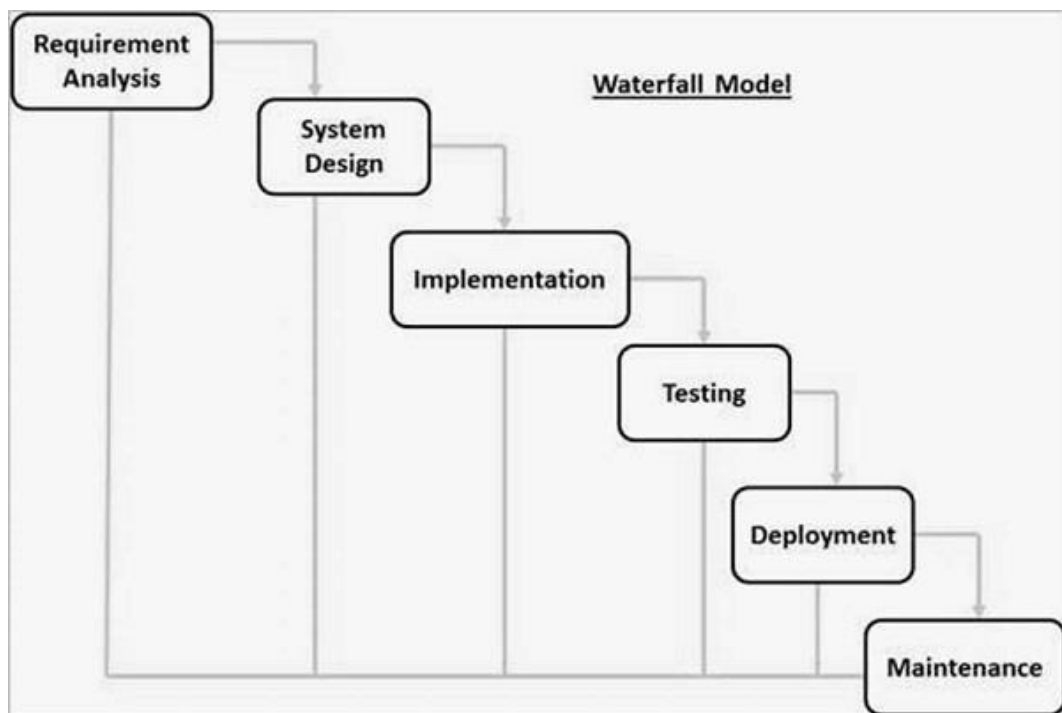 Requirement
Analysis
Waterfall Model
System
Design
Implementation
Testing
Deployment
Maintenance